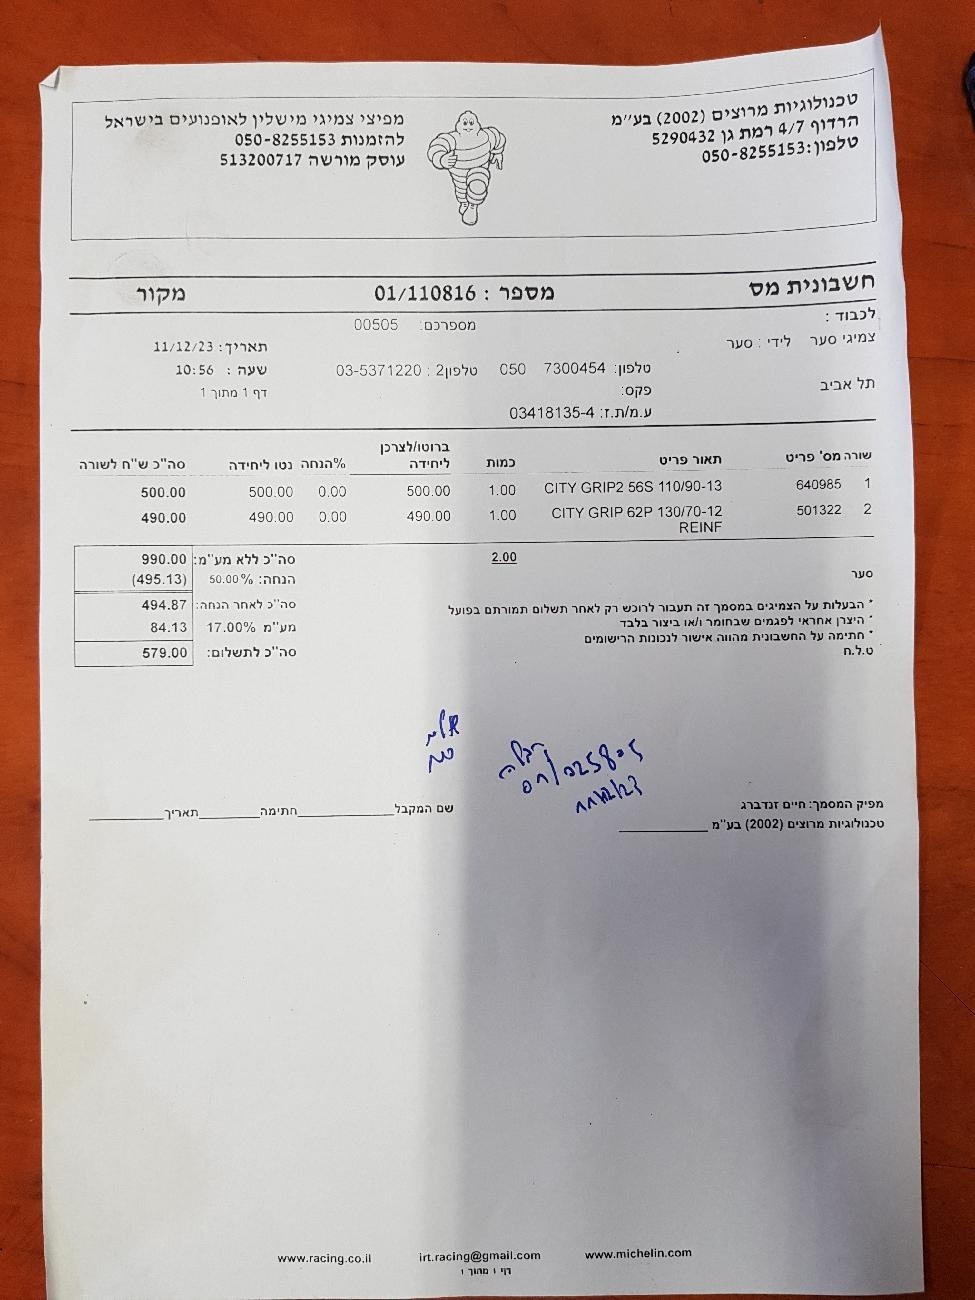 טכנולוגיות מרוצים (2002) בע''מ
הרדוף 4/7 רמת גן 5290432
טלפון:050-8255153
מפיצי צמיגי מישלין לאופנועים בישראל
להזמנות 050-8255153
עוסק מורשה 513200717
חשבונית מס מספר : 01/110816 מקור
לכבוד : מספרכם: 00505
צמיגי סער לידי : סער תאריך: 11/12/23
טלפון: 7300454 050 טלפון2 : 03-5371220 שעה : 10:56
תל אביב פקס: דף 1 מתוך 1
ע.מ/ת.ז: 03418135-4
שורה מס' פריט תאור פריט כמות ברוטו/לצרכן ליחידה %הנחה נטו ליחידה סה"כ ש"ח לשורה
1 640985 CITY GRIP2 56S 110/90-13 1.00 500.00 0.00 500.00 500.00
2 501322 CITY GRIP 62P 130/70-12 1.00 490.00 0.00 490.00 490.00
REINF
2.00
סה"כ ללא מע"מ: 990.00
הנחה: 50.00% (495.13)
סה"כ לאחר הנחה: 494.87
מע"מ 17.00% 84.13
סה"כ לתשלום: 579.00
סער
* הבעלות על הצמיגים במסמך זה תעבור לרוכש רק לאחר תשלום תמורתם בפועל
* היצרן אחראי לפגמים שבחומר ו/או ביצור בלבד
* חתימה על החשבונית מהווה אישור לנכונות הרישומים
ט.ל.ח
קבלה
01/025805
11/12/23
מפיק המסמך: חיים זנדברג
טכנולוגיות מרוצים (2002) בע"מ
שם המקבל חתימה תאריך
www.racing.co.il irt.racing@gmail.com www.michelin.com
דף 1 מתוך 1